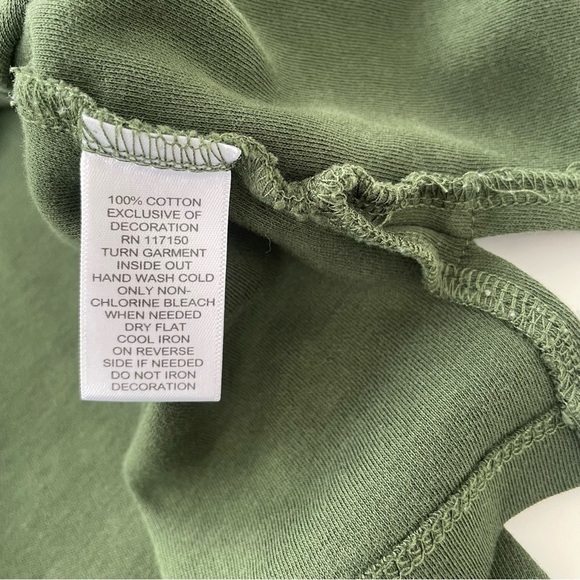 100% COTTON
EXCLUSIVE OF
DECORATION
RN 117150
TURN GARMENT
INSIDE OUT
HAND WASH COLD
ONLY NON-
CHLORINE BLEACH
WHEN NEEDED
DRY FLAT
COOL IRON
ON REVERSE
SIDE IF NEEDED
DO NOT IRON
DECORATION